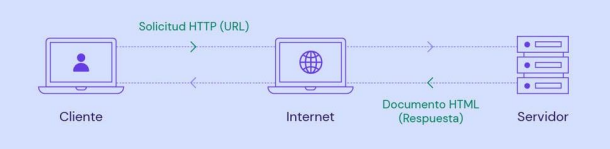 Solicitud HTTP (URL)
Cliente
Internet
Documento HTML
(Respuesta)
Servidor